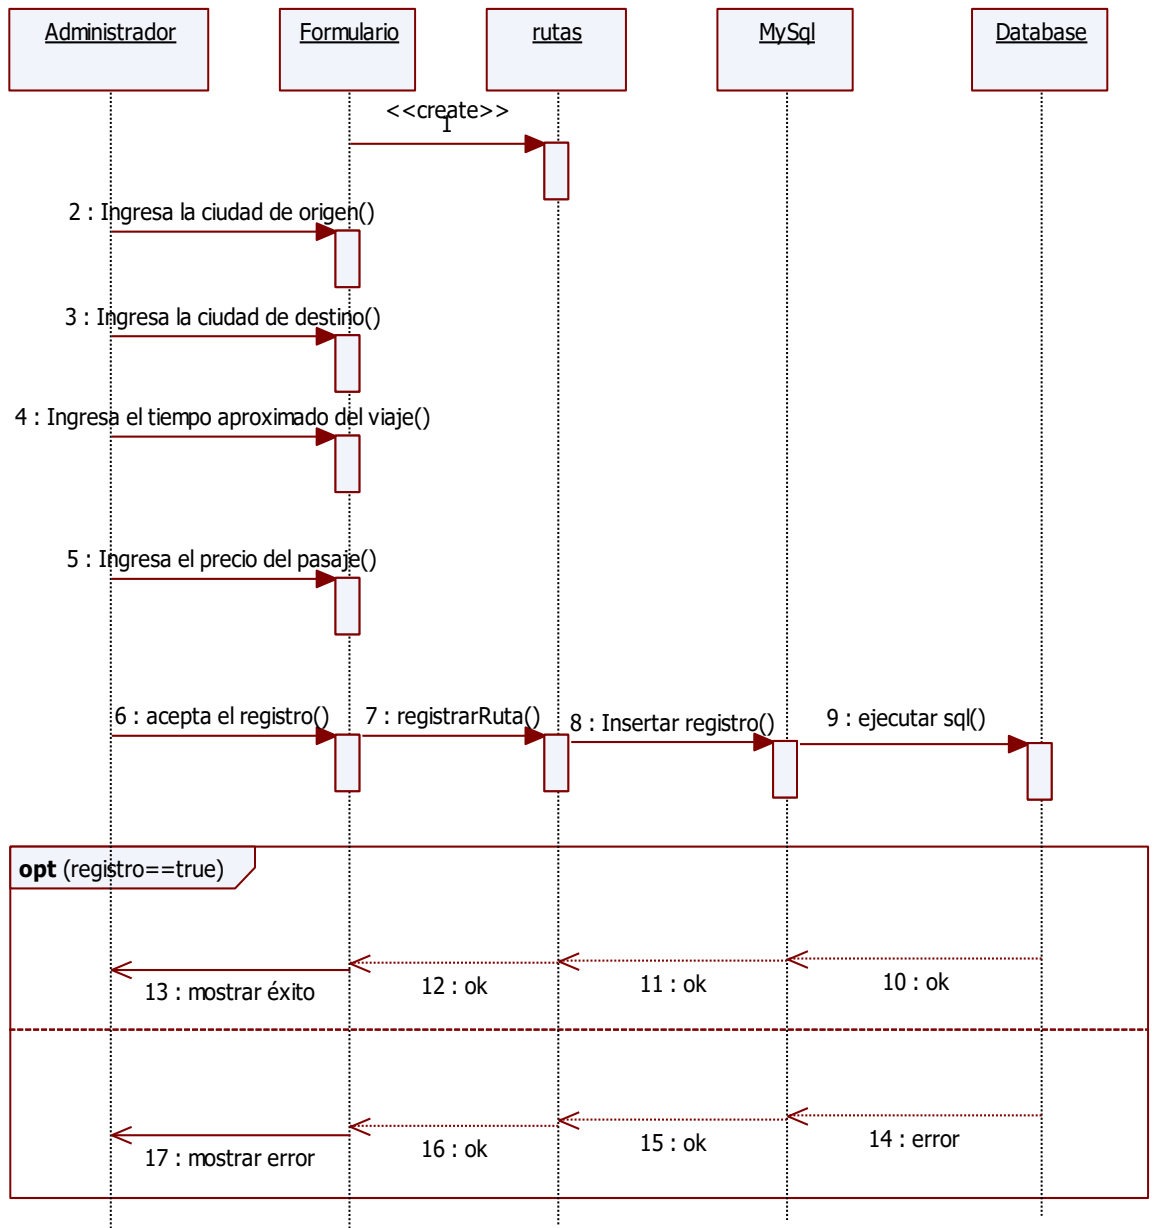 Administrador
Formulario
rutas
MySql
Database
<<create>>
1
2 : Ingresa la ciudad de origen()
3 : Ingresa la ciudad de destino()
4 : Ingresa el tiempo aproximado del viaje()
5 : Ingresa el precio del pasaje()
6 : acepta el registro()
7 : registrarRuta()
8 : Insertar registro()
9 : ejecutar sql()
opt (registro==true)
10 : ok
11 : ok
12 : ok
13 : mostrar éxito
14 : error
15 : ok
16 : ok
17 : mostrar error